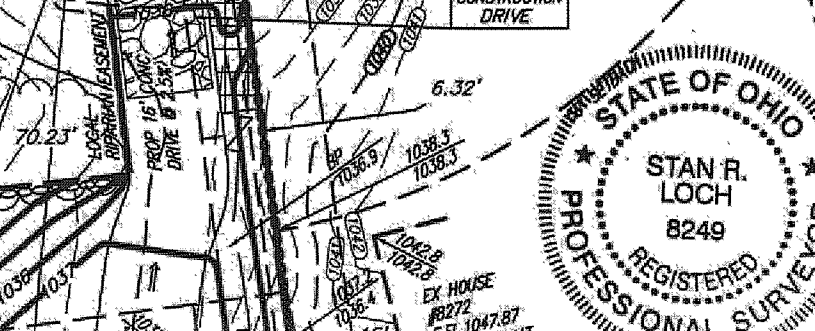 CONSTRUCTION
DRIVE
1040
1041
6.32'
LOCAL
RIPARIAN EASEMENT
PROP 16' CONC
DRIVE @ 2.5%
70.23'
BP
1036.9
1038.3
1038.3
1041
1042.8
1042.8
1037.2
1036.4
1038
1037
EX HOUSE
#8272
1047.87
STATE OF OHIO
STAN R.
LOCH
8249
REGISTERED
PROFESSIONAL SURVEYOR